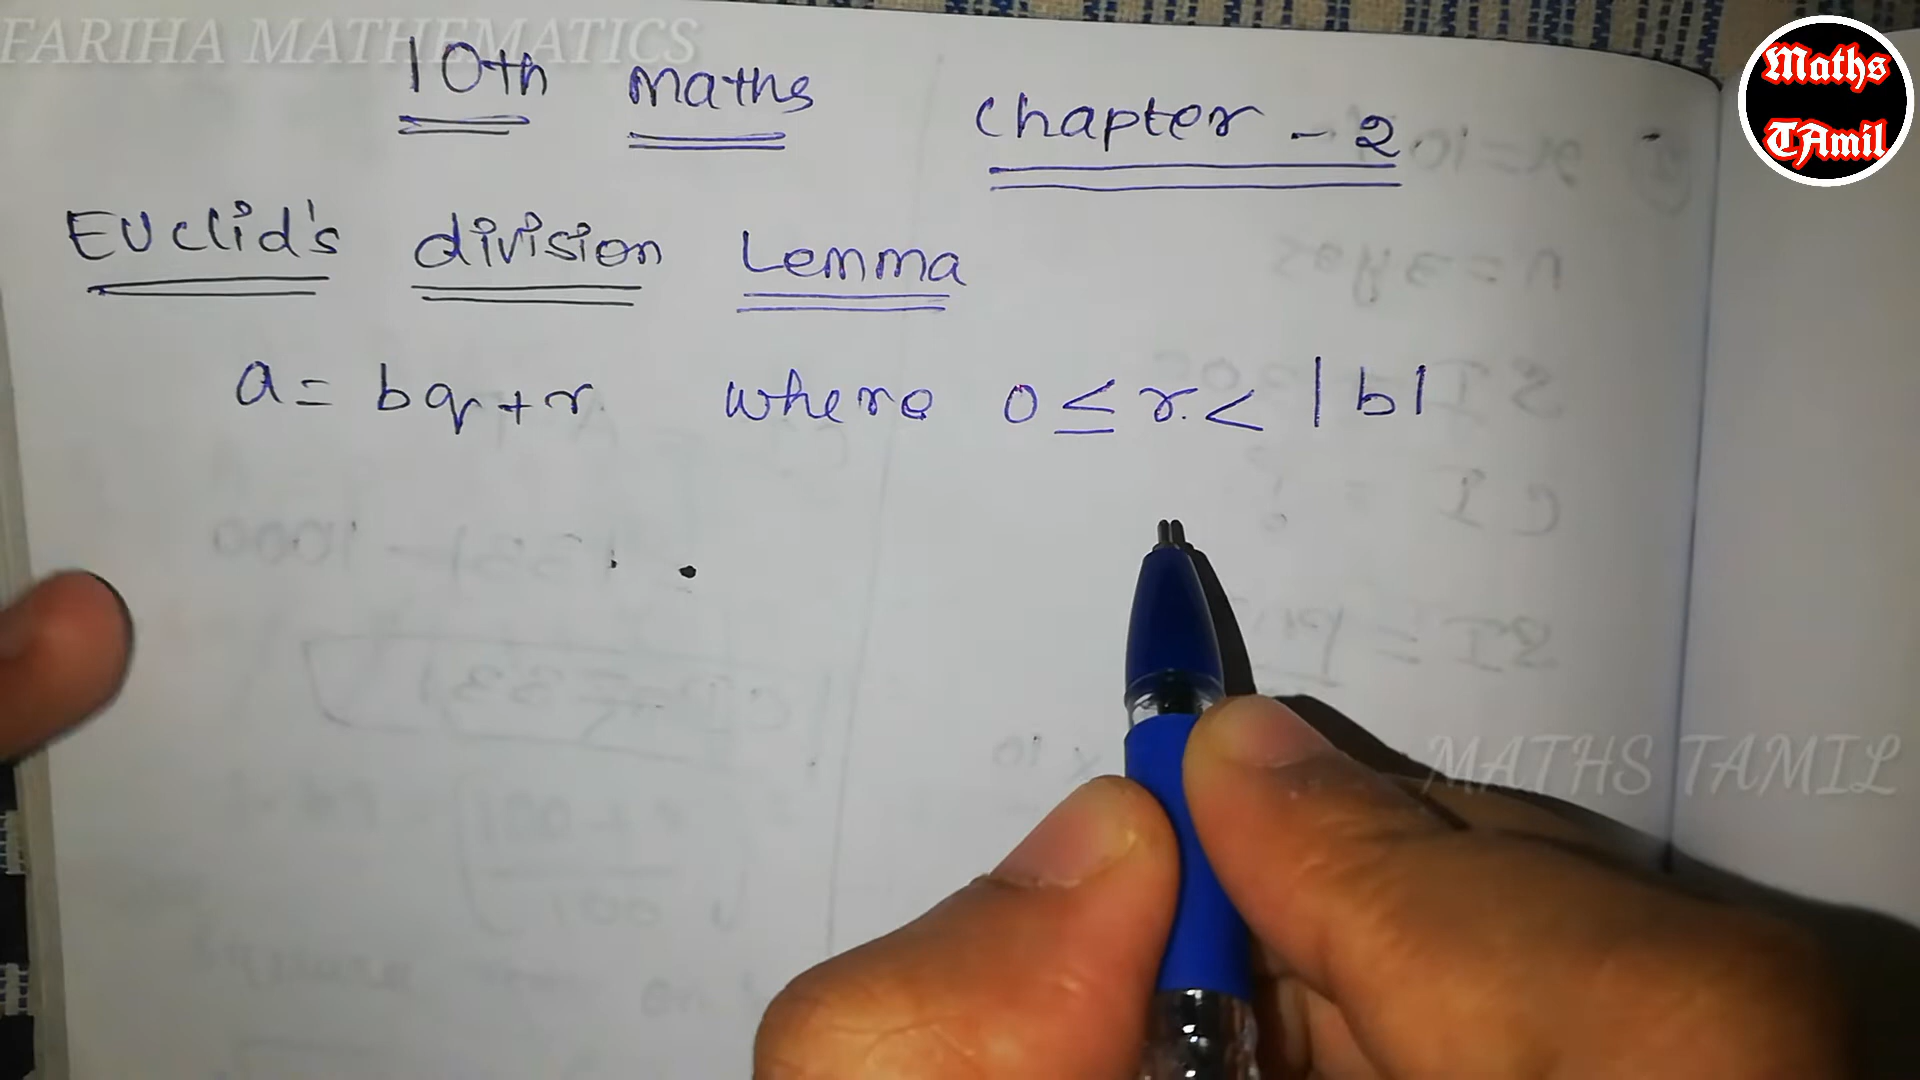 FARIHA MATHEMATICS
10th maths
Chapter - 2
Maths
TAmil
Euclid's division Lemma
a = bq + r where 0 ≤ r < |b|
MATHS TAMIL